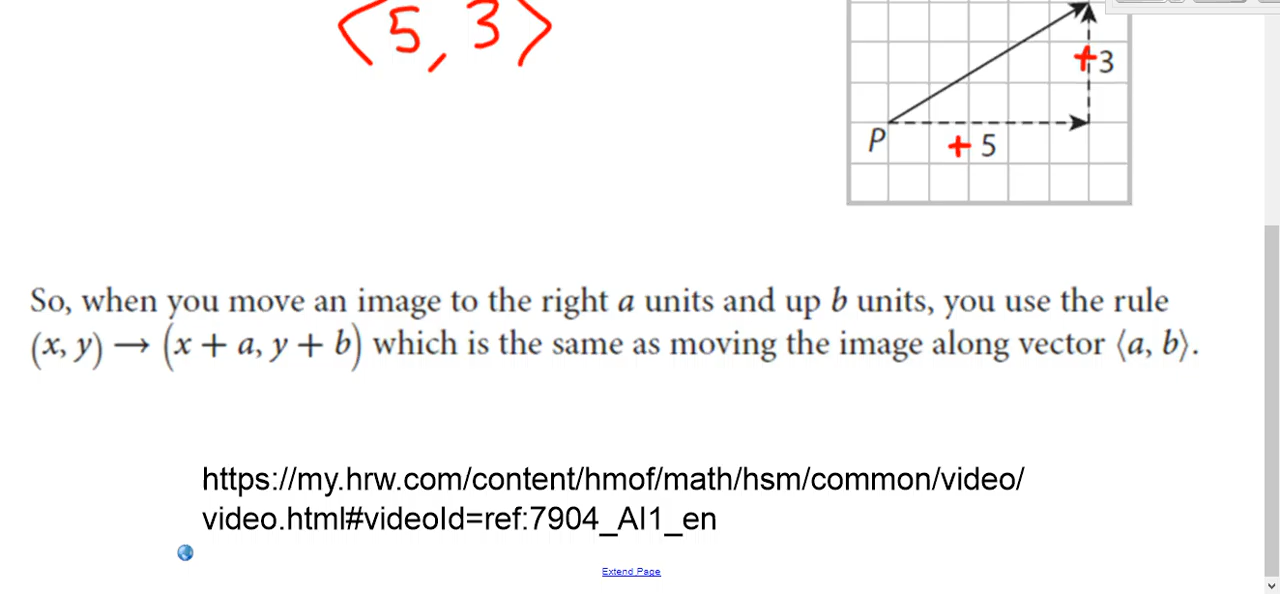 ⟨5, 3⟩
+3
P
+ 5
So, when you move an image to the right a units and up b units, you use the rule
(x, y) → (x + a, y + b) which is the same as moving the image along vector ⟨a, b⟩.
https://my.hrw.com/content/hmof/math/hsm/common/video/
video.html#videoId=ref:7904_AI1_en
Extend Page